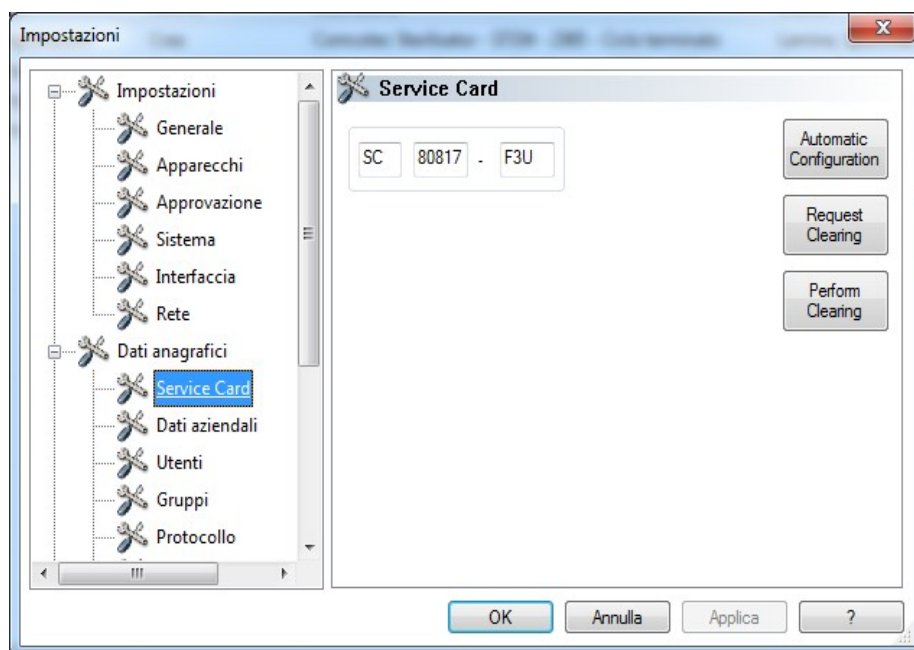 Impostazioni
Impostazioni
Generale
Apparecchi
Approvazione
Sistema
Interfaccia
Rete
Dati anagrafici
Service Card
Dati aziendali
Utenti
Gruppi
Protocollo
Service Card
SC 80817 - F3U
Automatic
Configuration
Request
Clearing
Perform
Clearing
OK Annulla Applica ?